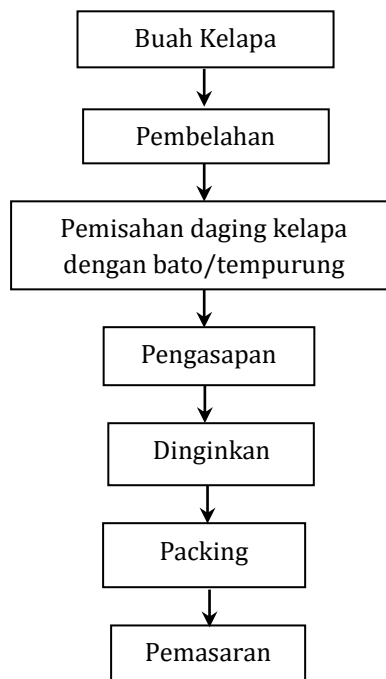 Buah Kelapa
Pembelahan
Pemisahan daging kelapa
dengan bato/tempurung
Pengasapan
Dinginkan
Packing
Pemasaran